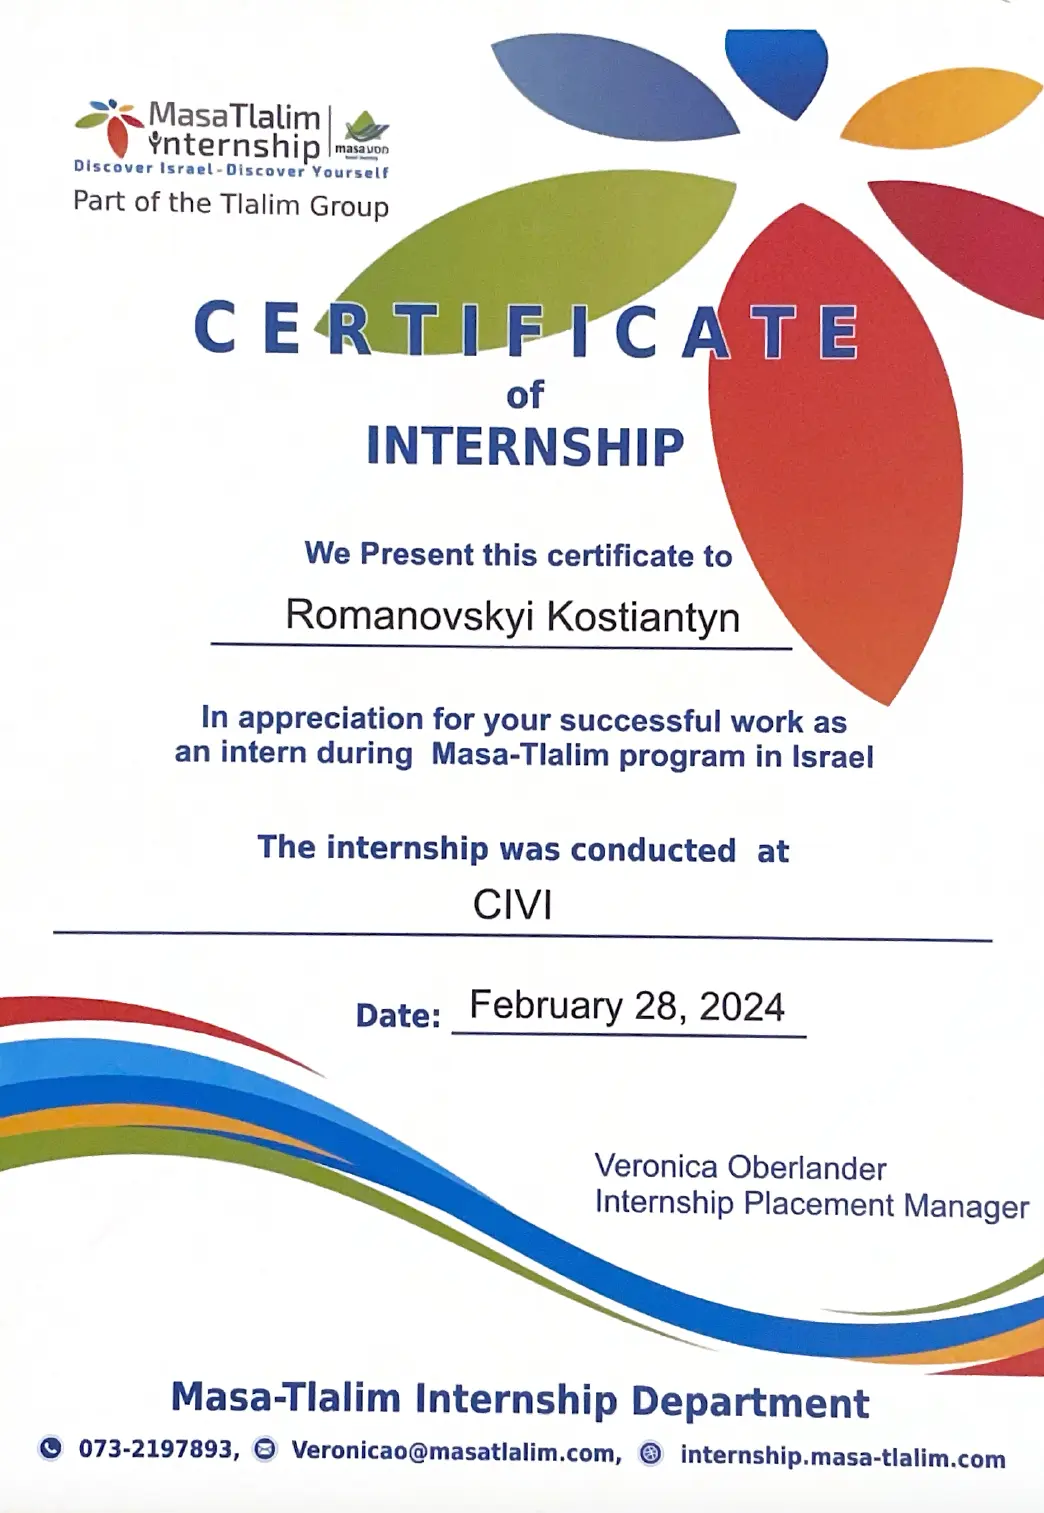 MasaTlalim
internship
masa מסע
Discover Israel-Discover Yourself
Part of the Tlalim Group
CERTIFICATE
of
INTERNSHIP
We Present this certificate to
Romanovskyi Kostiantyn
In appreciation for your successful work as
an intern during Masa-Tlalim program in Israel
The internship was conducted at
CIVI
Date: February 28, 2024
Veronica Oberlander
Internship Placement Manager
Masa-Tlalim Internship Department
073-2197893, Veronicao@masatlalim.com, internship.masa-tlalim.com